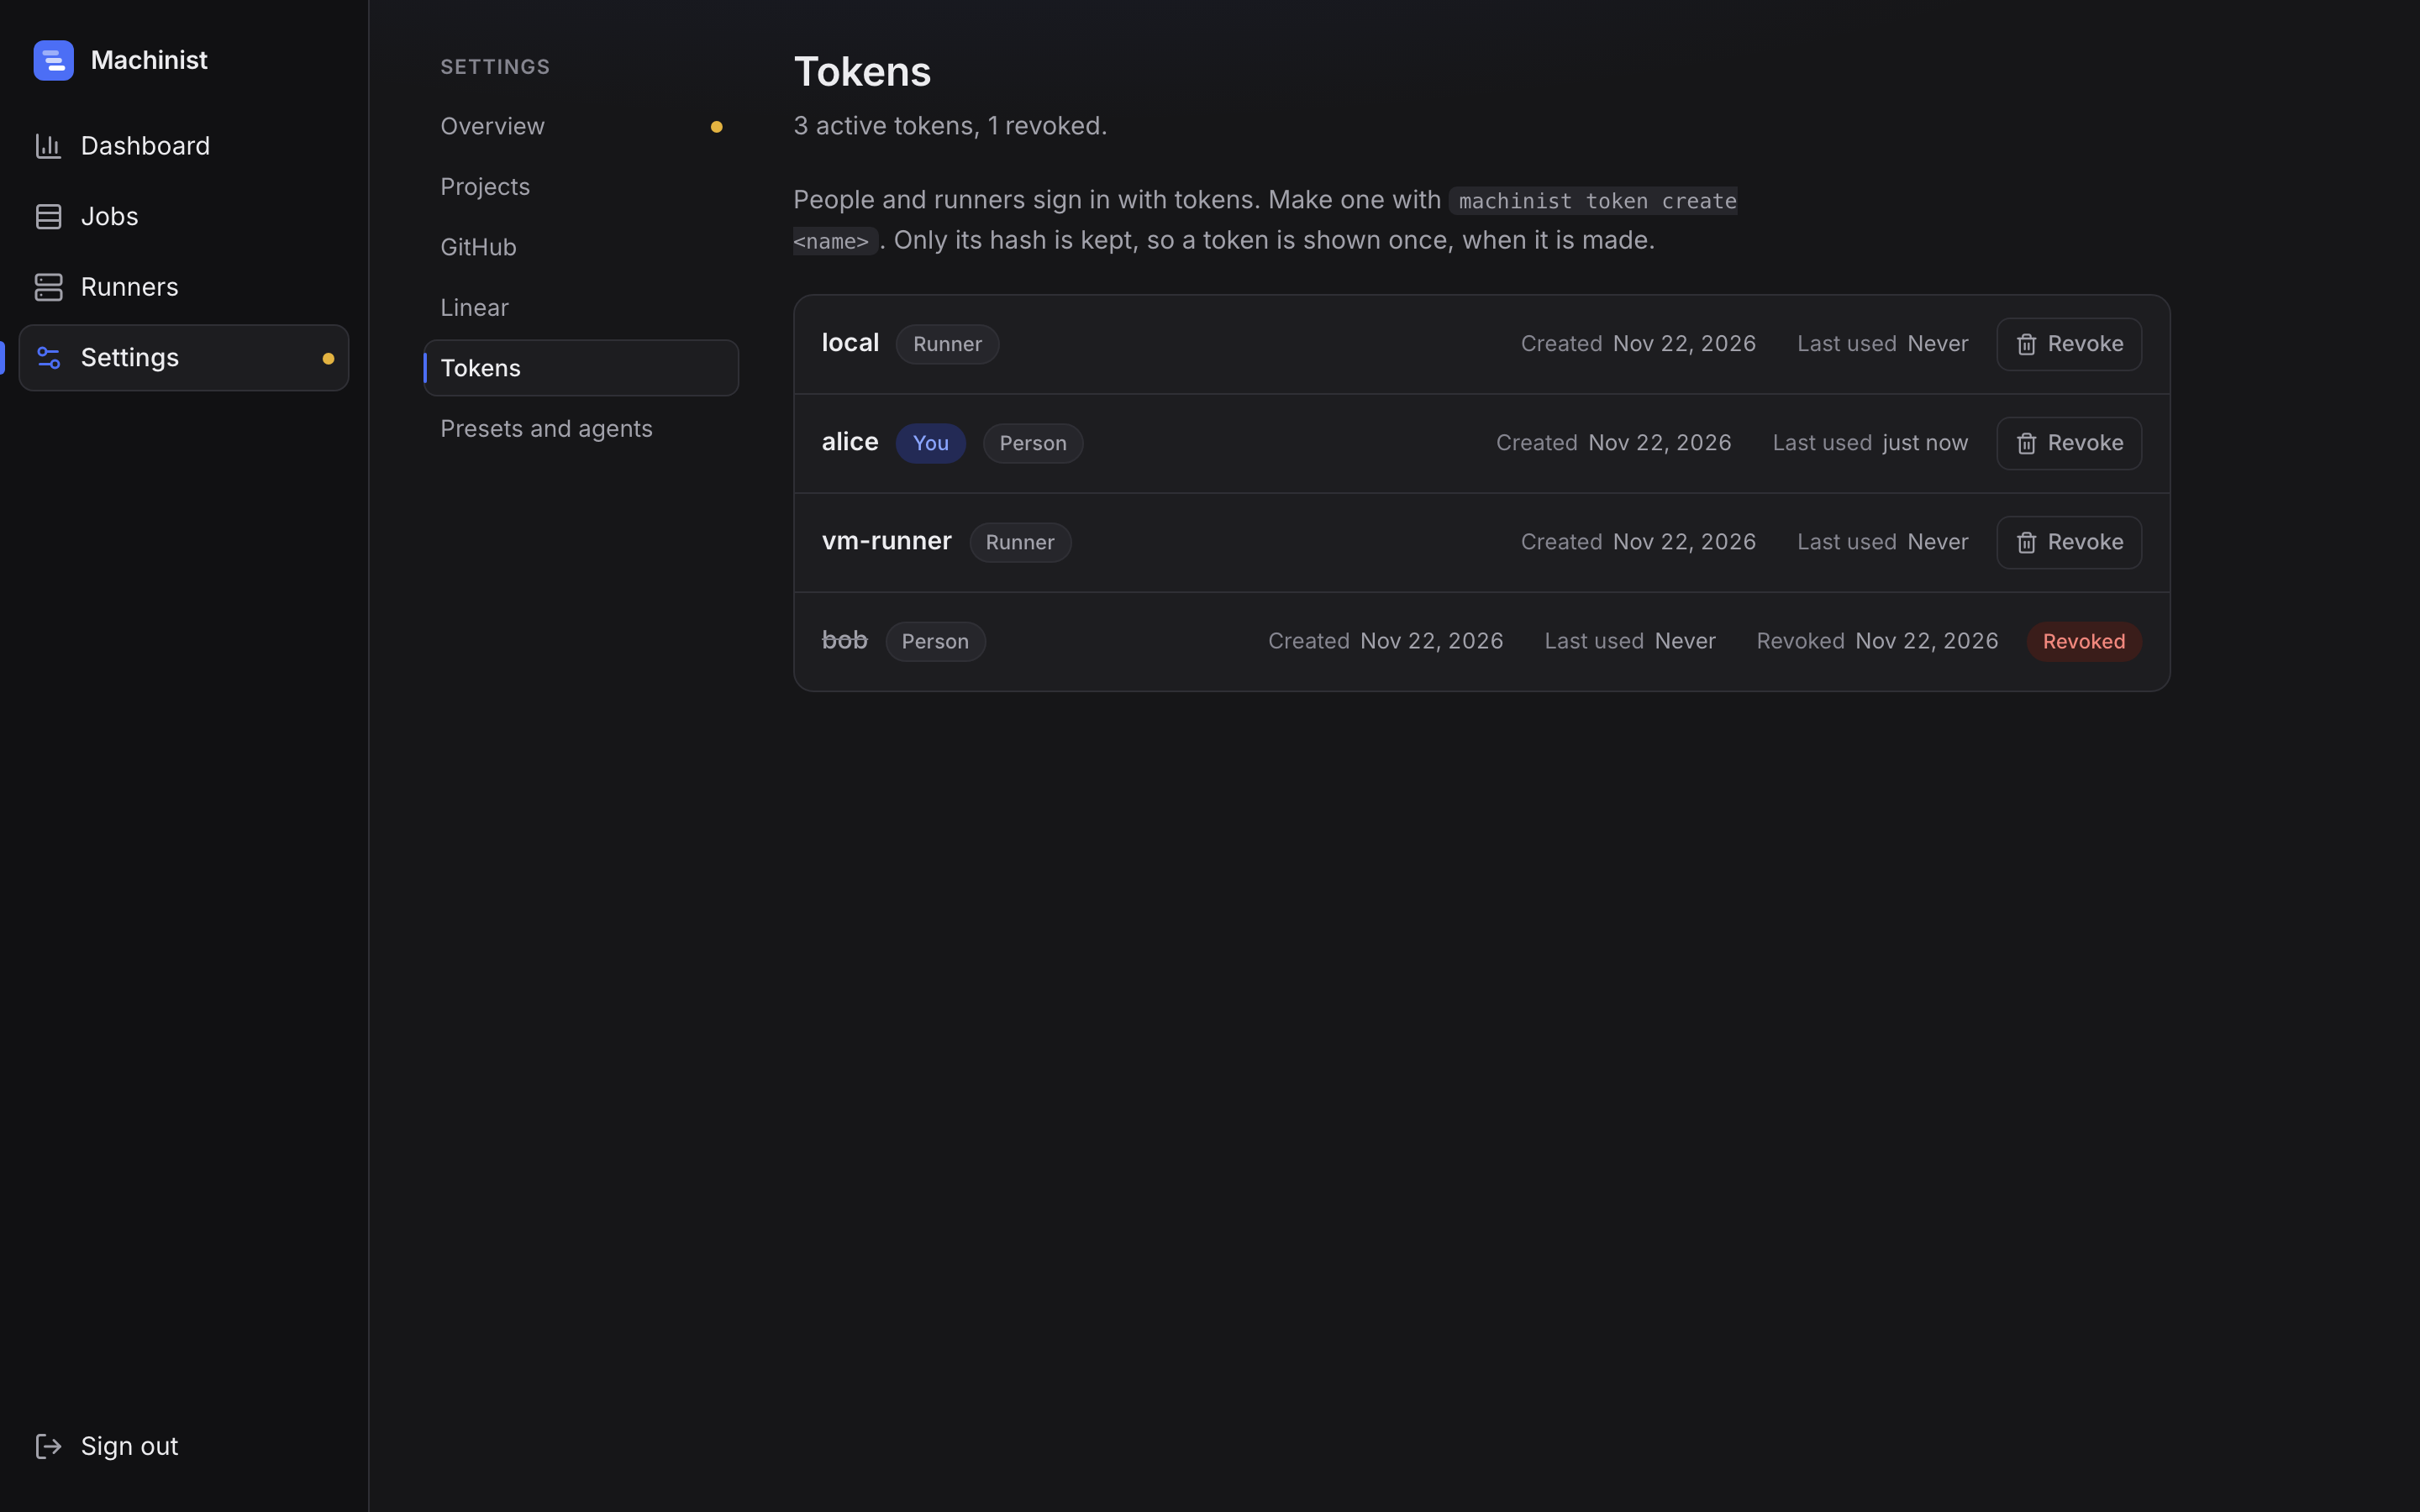 Machinist
Dashboard
Jobs
Runners
Settings
Sign out
SETTINGS
Overview
Projects
GitHub
Linear
Tokens
Presets and agents
Tokens
3 active tokens, 1 revoked.
People and runners sign in with tokens. Make one with machinist token create
<name>. Only its hash is kept, so a token is shown once, when it is made.
local Runner Created Nov 22, 2026 Last used Never Revoke
alice You Person Created Nov 22, 2026 Last used just now Revoke
vm-runner Runner Created Nov 22, 2026 Last used Never Revoke
bob Person Created Nov 22, 2026 Last used Never Revoked Nov 22, 2026 Revoked